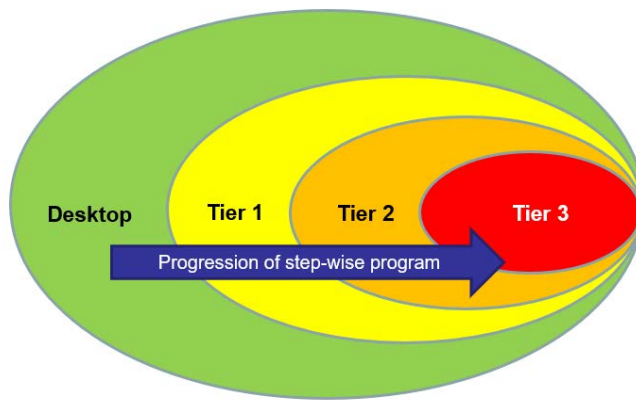 Desktop
Tier 1
Tier 2
Tier 3
Progression of step-wise program